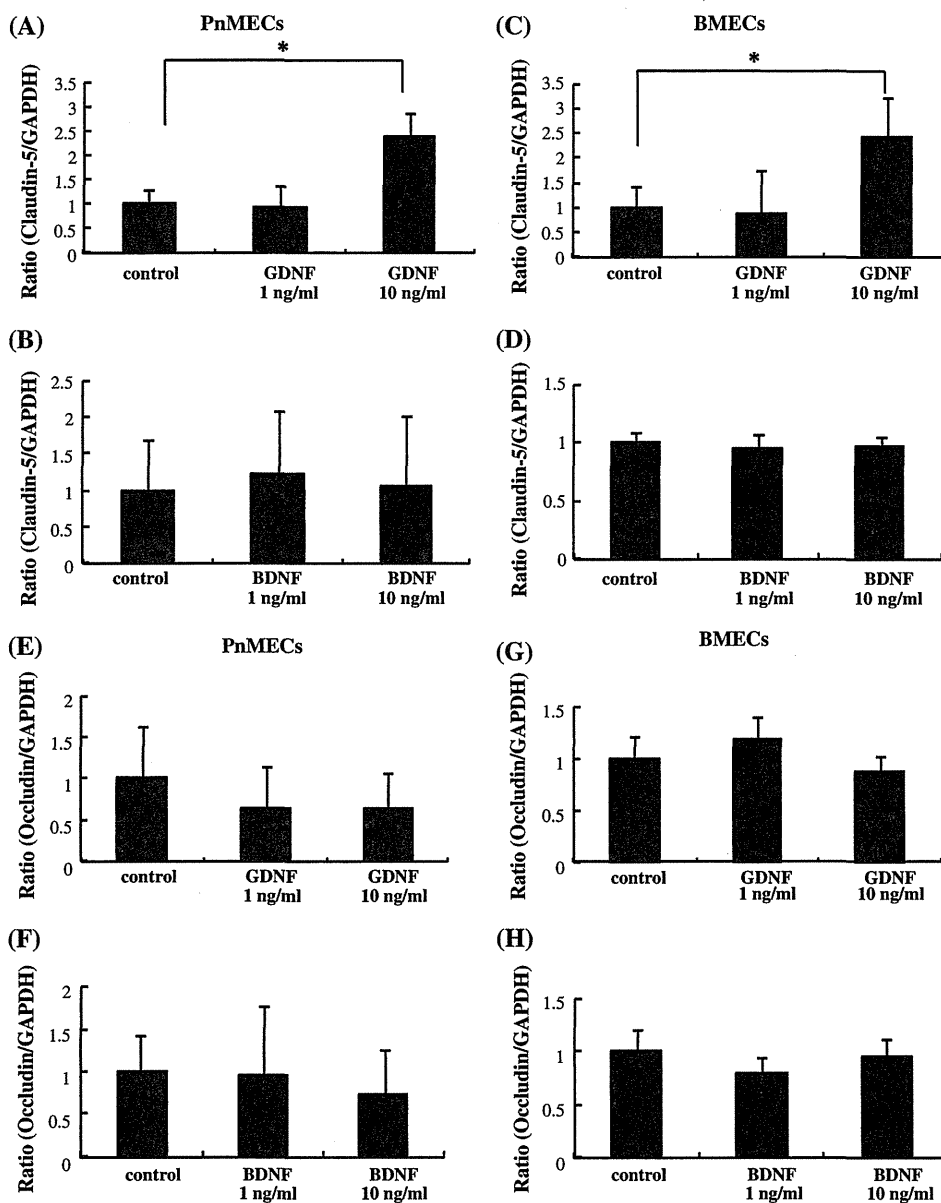 (A)
PnMECs
*
Ratio (Claudin-5/GAPDH)
3.5
3
2.5
2
1.5
1
0.5
0
control
GDNF
1 ng/ml
GDNF
10 ng/ml
(C)
BMECs
*
Ratio (Claudin-5/GAPDH)
3.5
3
2.5
2
1.5
1
0.5
0
control
GDNF
1 ng/ml
GDNF
10 ng/ml
(B)
Ratio (Claudin-5/GAPDH)
2.5
2
1.5
1
0.5
0
control
BDNF
1 ng/ml
BDNF
10 ng/ml
(D)
Ratio (Claudin-5/GAPDH)
1.5
1
0.5
0
control
BDNF
1 ng/ml
BDNF
10 ng/ml
(E)
PnMECs
Ratio (Occludin/GAPDH)
2
1.5
1
0.5
0
control
GDNF
1 ng/ml
GDNF
10 ng/ml
(G)
BMECs
Ratio (Occludin/GAPDH)
1.5
1
0.5
0
control
GDNF
1 ng/ml
GDNF
10 ng/ml
(F)
Ratio (Occludin/GAPDH)
2
1.5
1
0.5
0
control
BDNF
1 ng/ml
BDNF
10 ng/ml
(H)
Ratio (Occludin/GAPDH)
1.5
1
0.5
0
control
BDNF
1 ng/ml
BDNF
10 ng/ml